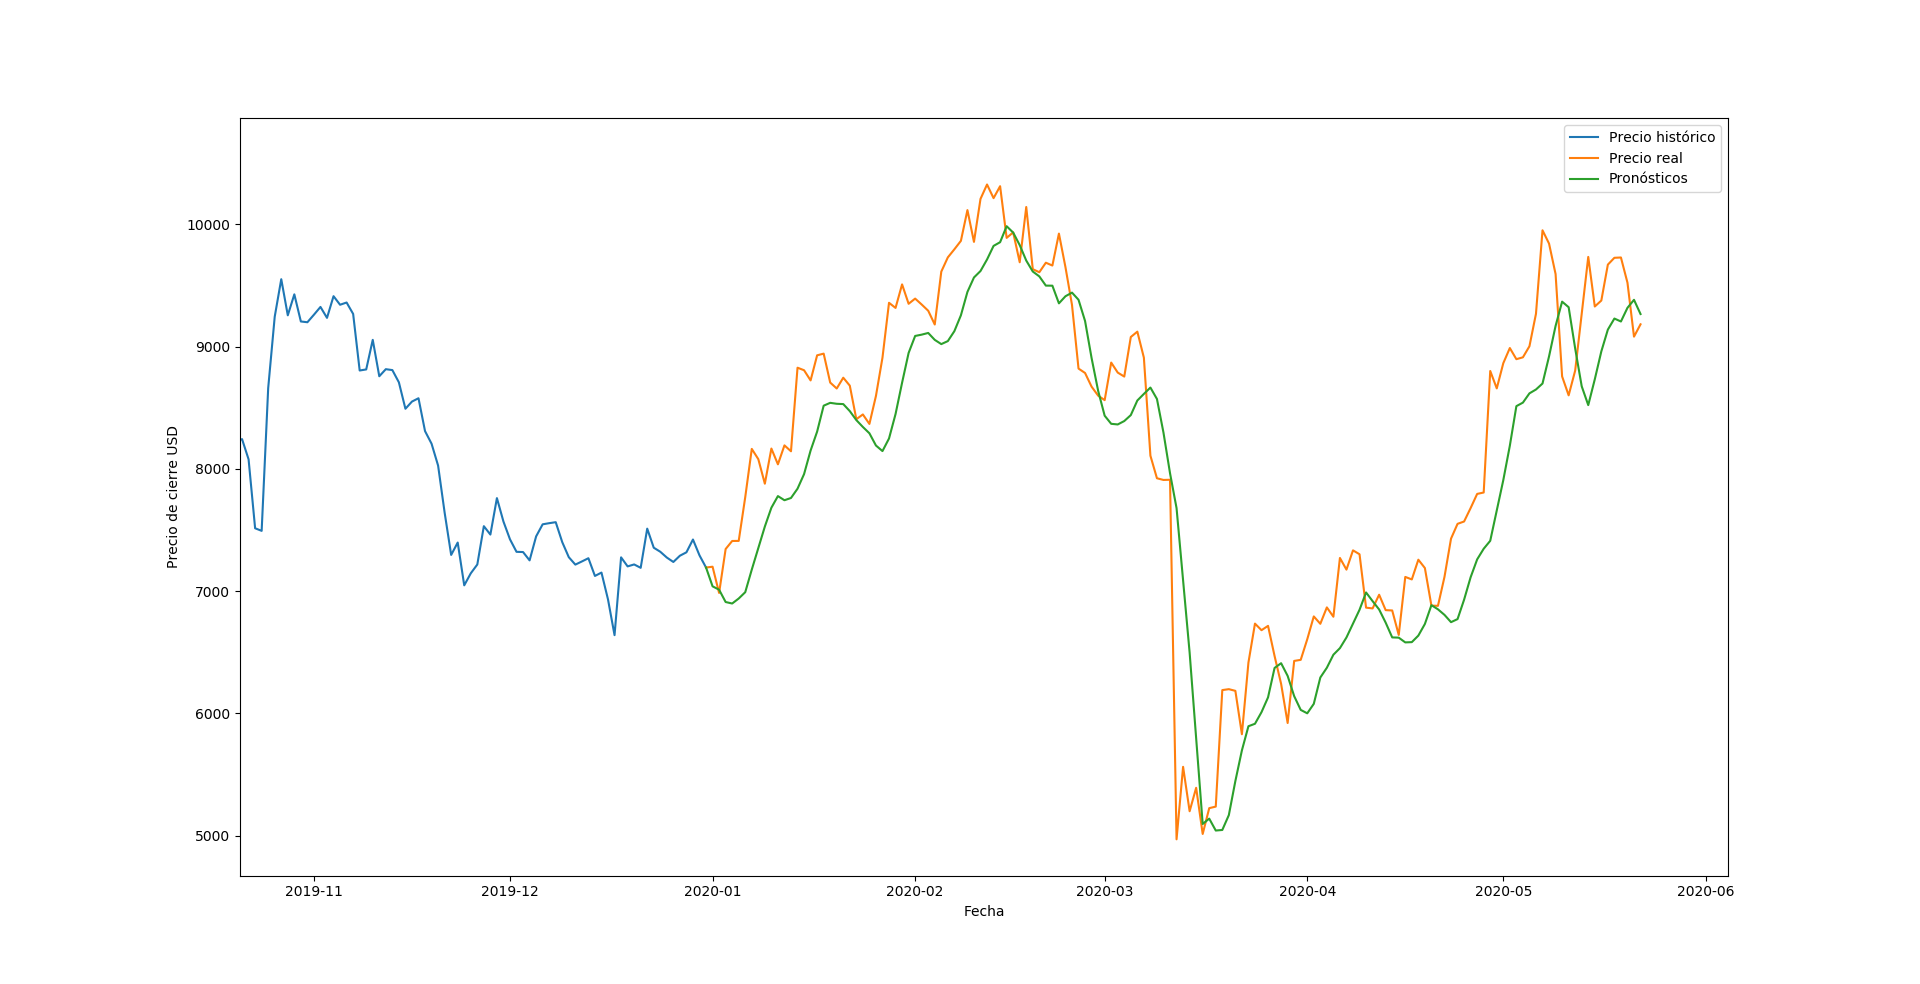 Precio histórico
Precio real
Pronósticos
10000
9000
8000
7000
6000
5000
Precio de cierre USD
2019-11 2019-12 2020-01 2020-02 2020-03 2020-04 2020-05 2020-06
Fecha